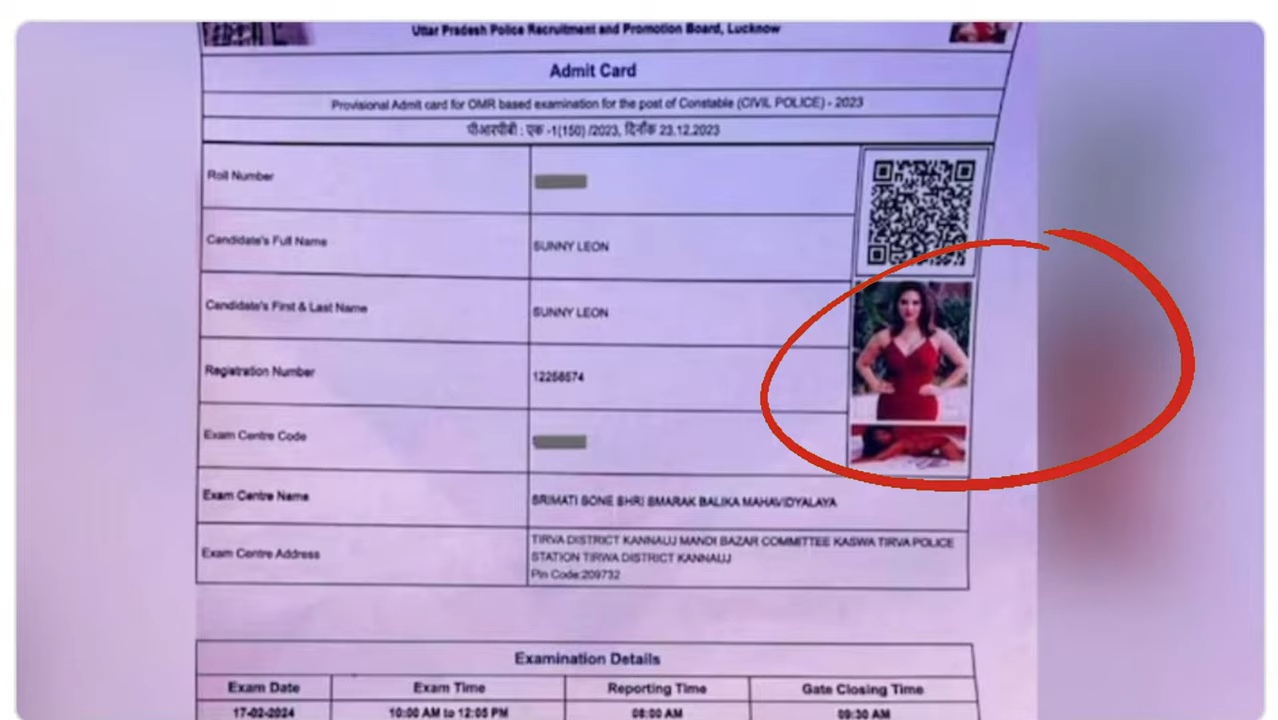 Uttar Pradesh Police Recruitment and Promotion Board, Lucknow
Admit Card
Provisional Admit card for OMR based examination for the post of Constable (CIVIL POLICE) - 2023
पीआरपीबी : एक -1(150) /2023, दिनाँक 23.12.2023
Roll Number
Candidate's Full Name SUNNY LEON
Candidate's First & Last Name SUNNY LEON
Registration Number 12258574
Exam Centre Code
Exam Centre Name SRIMATI SONE SHRI SMARAK BALIKA MAHAVIDYALAYA
Exam Centre Address TIRVA DISTRICT KANNAUJ MANDI BAZAR COMMITTEE KASWA TIRVA POLICE
STATION TIRWA DISTRICT KANNAUJ
Pin Code:209732
Examination Details
Exam Date Exam Time Reporting Time Gate Closing Time
17-02-2024 10:00 AM to 12:05 PM 08:00 AM 09:30 AM